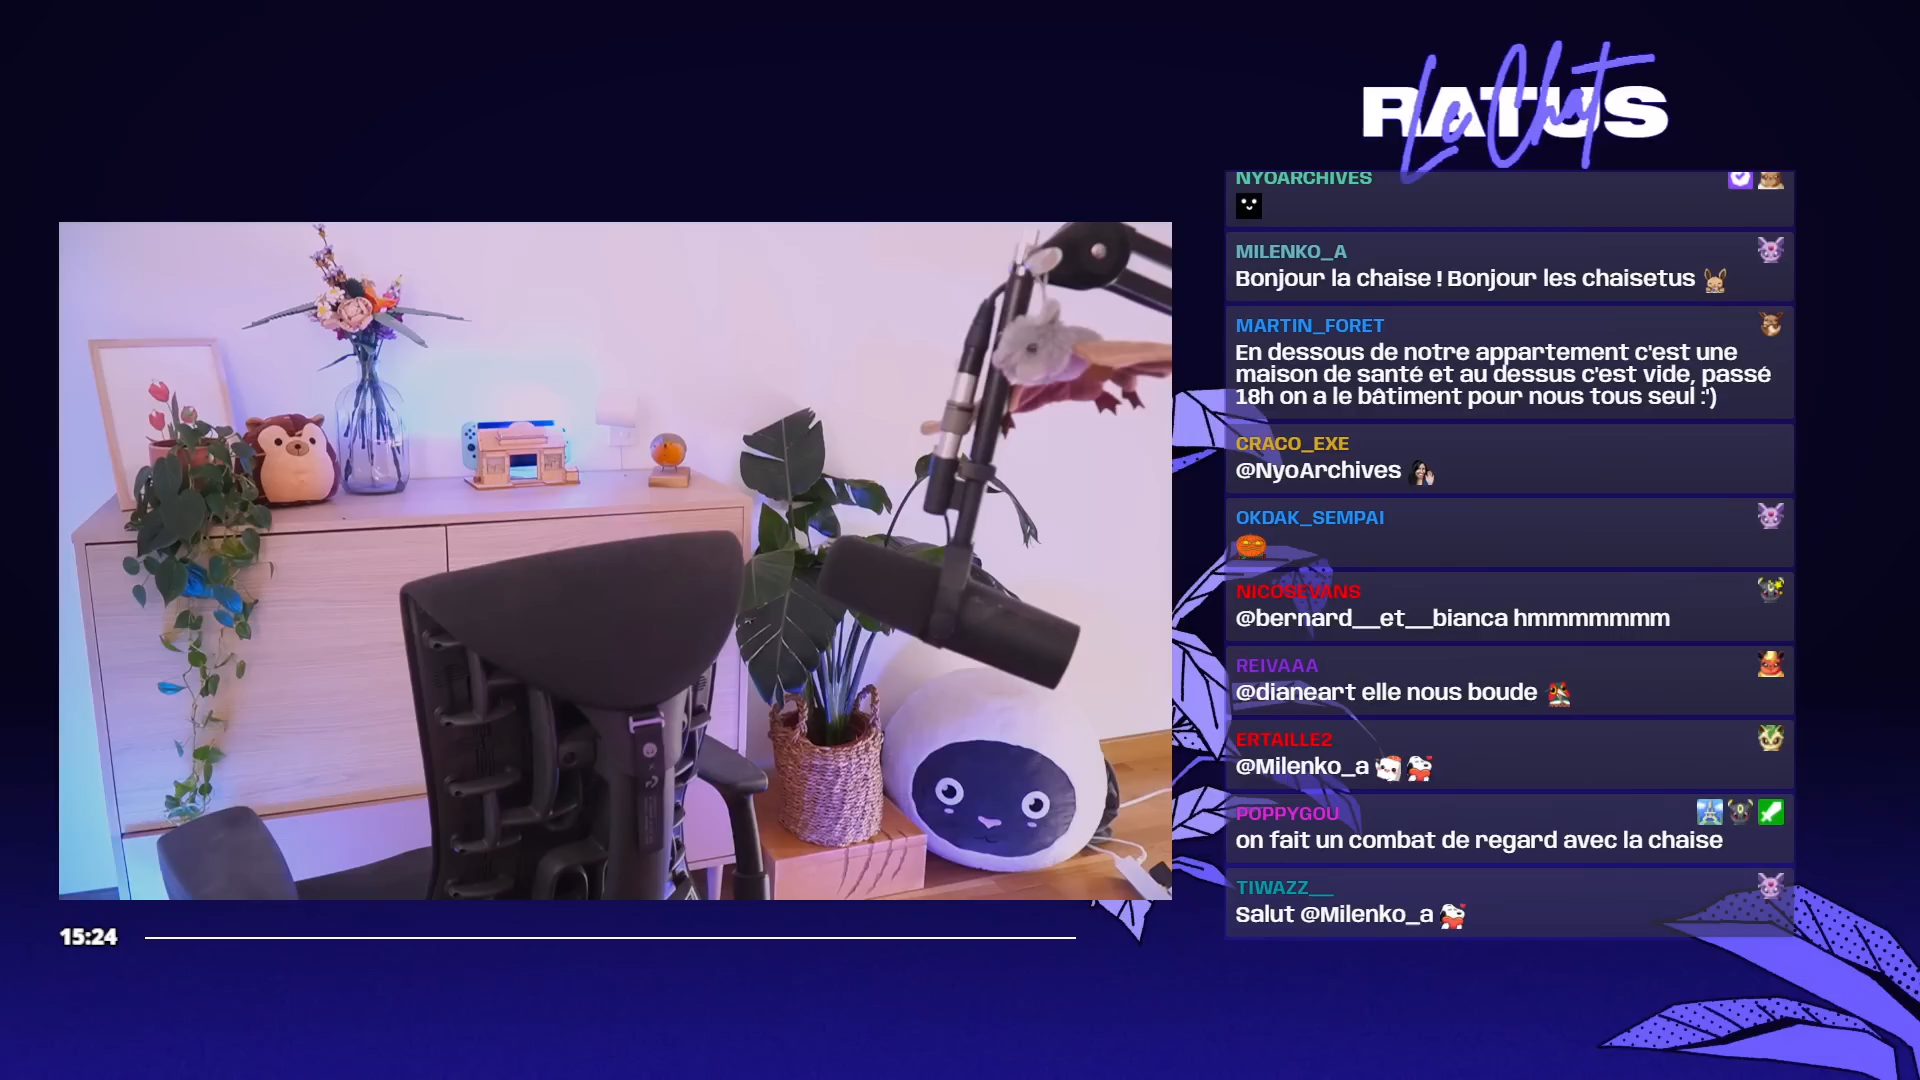 RATUS
Le Chat
NYOARCHIVES
MILENKO_A
Bonjour la chaise ! Bonjour les chaisetus
MARTIN_FORET
En dessous de notre appartement c'est une
maison de santé et au dessus c'est vide, passé
18h on a le bâtiment pour nous tous seul :')
CRACO_EXE
@NyoArchives
OKDAK_SEMPAI
NICOSEVANS
@bernard__et__bianca hmmmmmmm
REIVAAA
@dianeart elle nous boude
ERTAILLE2
@Milenko_a
POPPYGOU
on fait un combat de regard avec la chaise
TIWAZZ__
Salut @Milenko_a
15:24